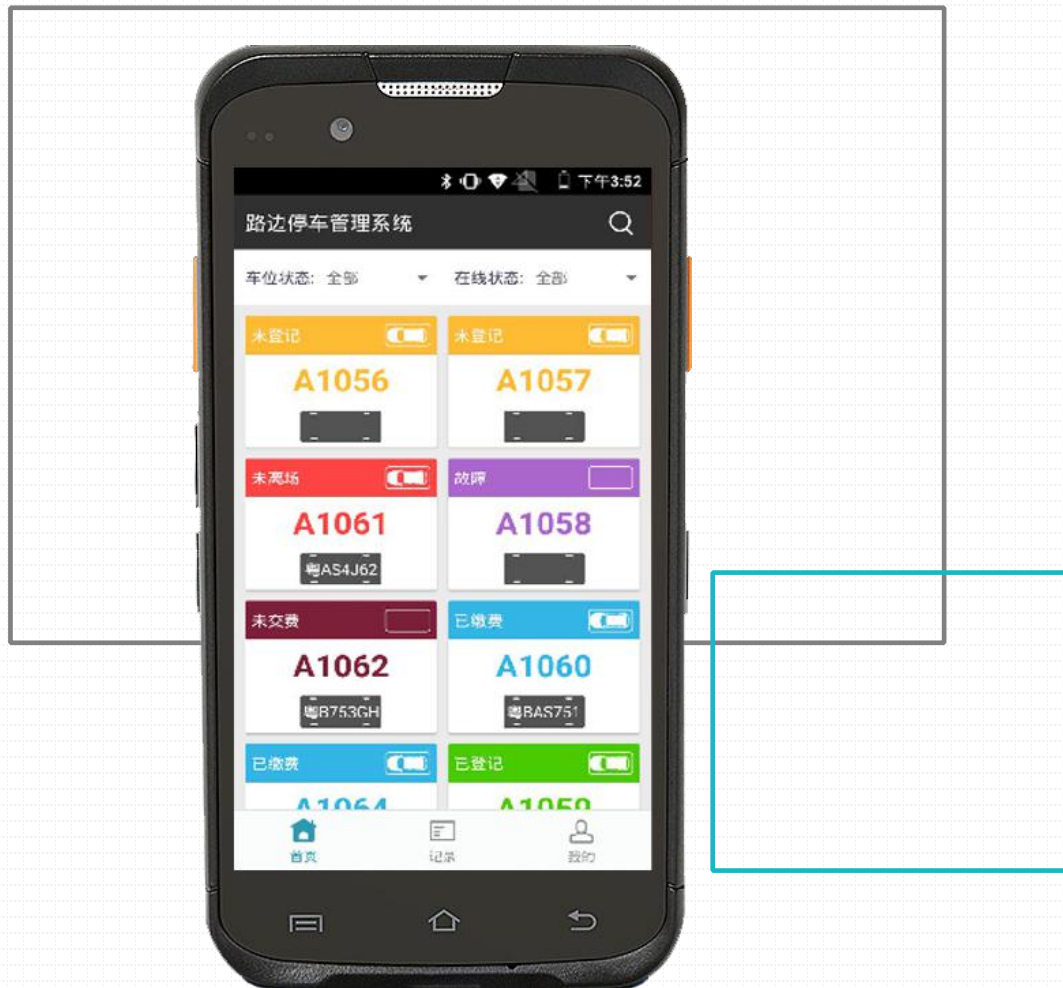 下午3:52
路边停车管理系统
车位状态: 全部 在线状态: 全部
未登记 未登记
A1056 A1057
未离场 故障
A1061 A1058
粤AS4J62
未交费 已缴费
A1062 A1060
粤B753GH 粤BAS751
已缴费 已登记
A1064 A1059
首页 记录 我的